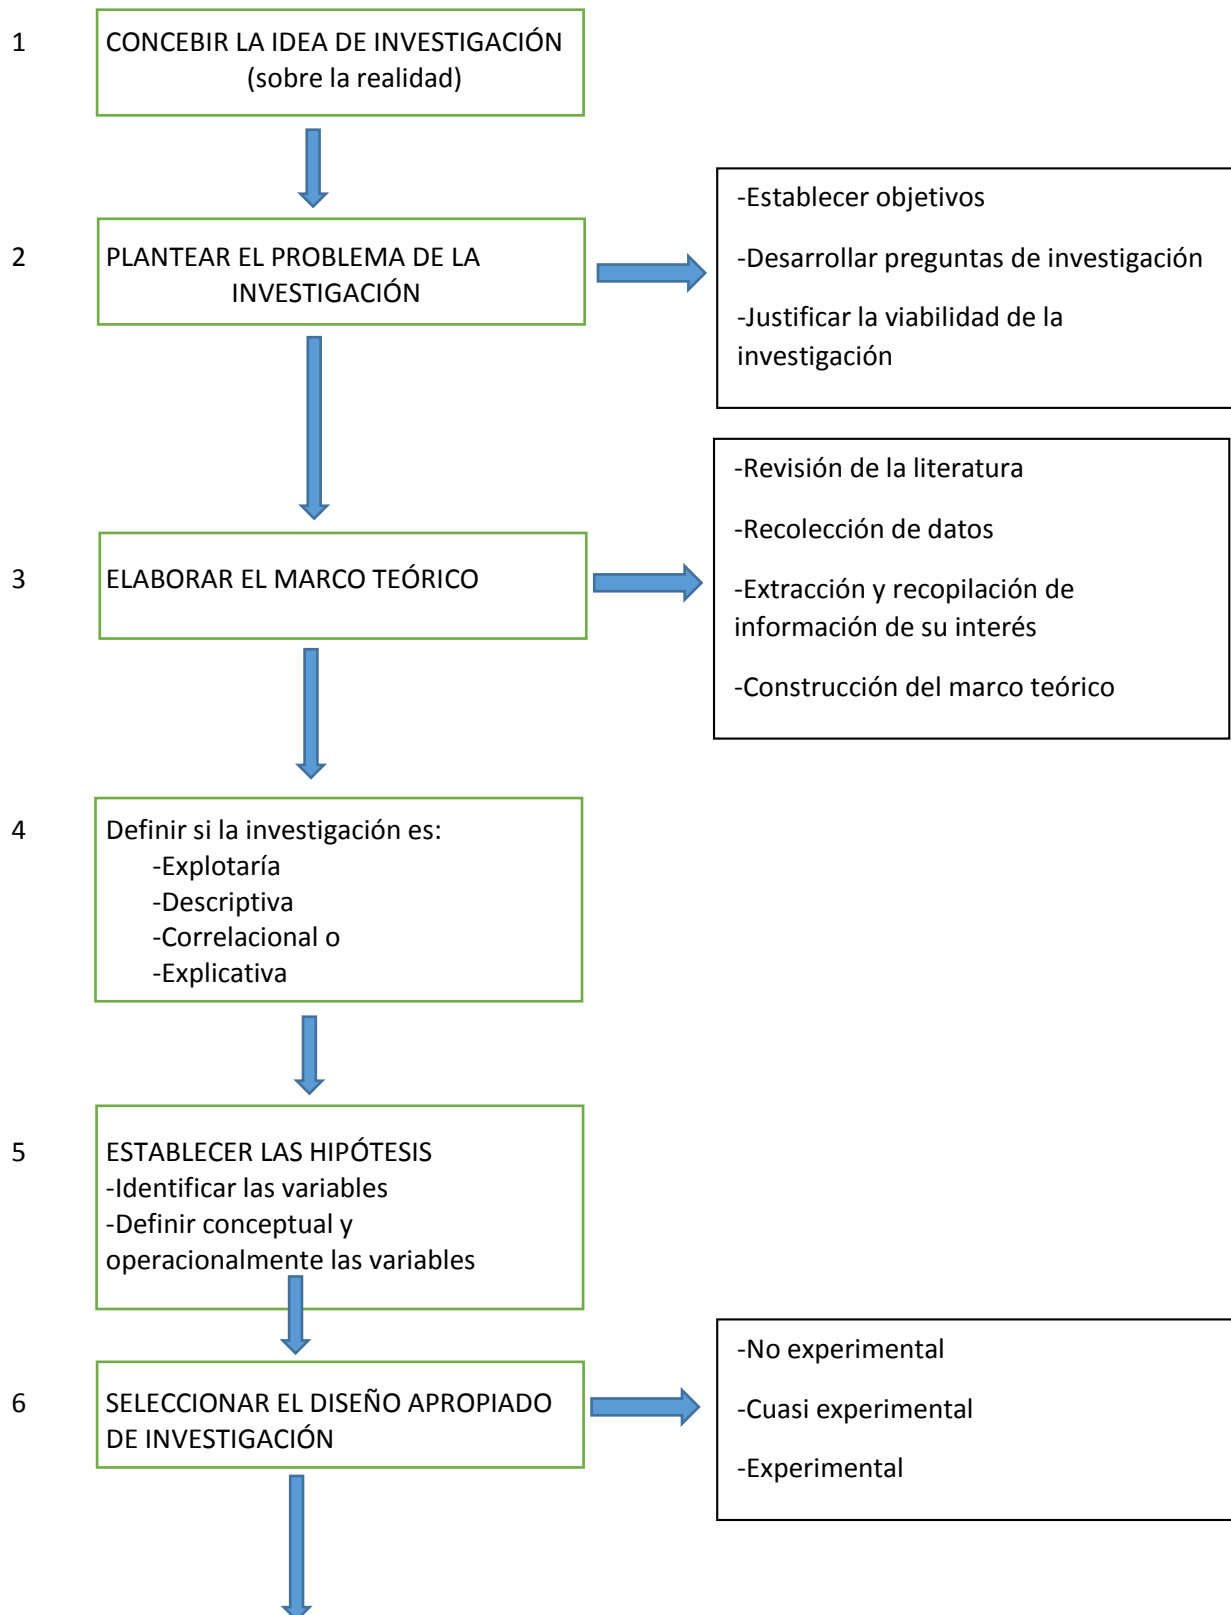 1
CONCEBIR LA IDEA DE INVESTIGACIÓN
(sobre la realidad)
2
PLANTEAR EL PROBLEMA DE LA
INVESTIGACIÓN
-Establecer objetivos
-Desarrollar preguntas de investigación
-Justificar la viabilidad de la
investigación
3
ELABORAR EL MARCO TEÓRICO
-Revisión de la literatura
-Recolección de datos
-Extracción y recopilación de
información de su interés
-Construcción del marco teórico
4
Definir si la investigación es:
-Explotaría
-Descriptiva
-Correlacional o
-Explicativa
5
ESTABLECER LAS HIPÓTESIS
-Identificar las variables
-Definir conceptual y
operacionalmente las variables
6
SELECCIONAR EL DISEÑO APROPIADO
DE INVESTIGACIÓN
-No experimental
-Cuasi experimental
-Experimental